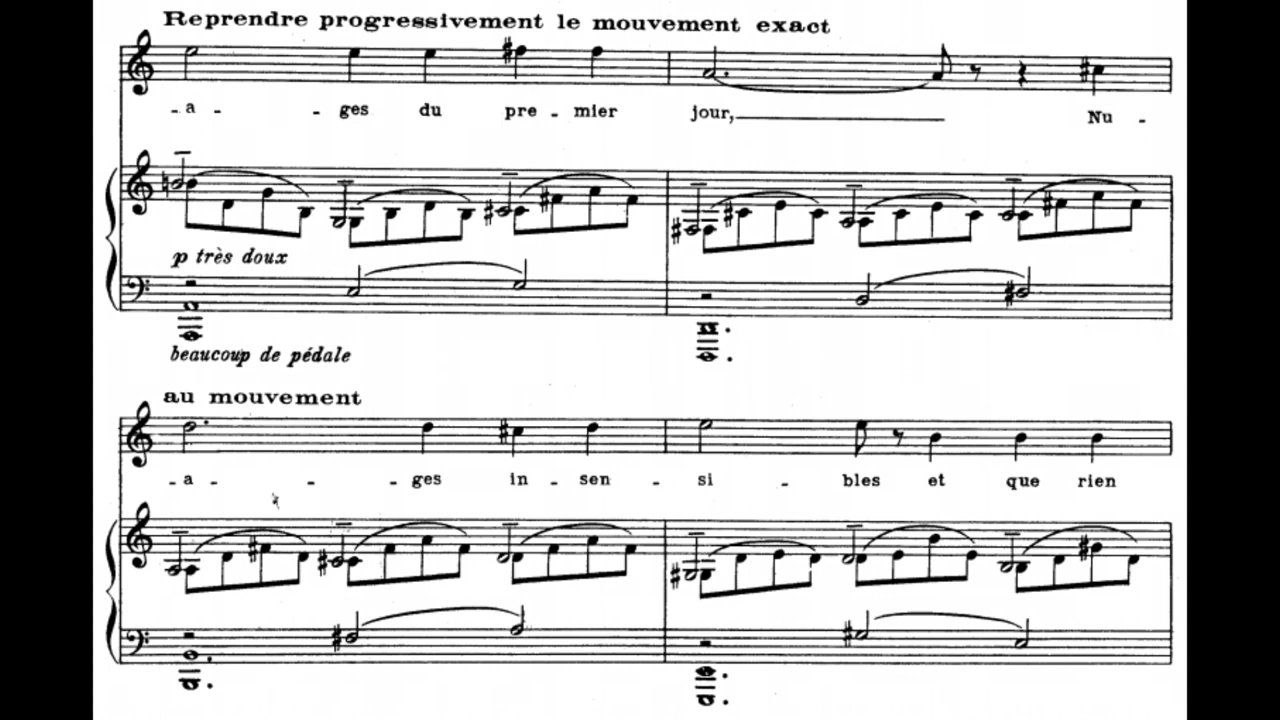 Reprendre progressivement le mouvement exact
- a - - ges du pre - mier jour, Nu -
p très doux
beaucoup de pédale
au mouvement
- a - - - ges in - sen - si - bles et que rien